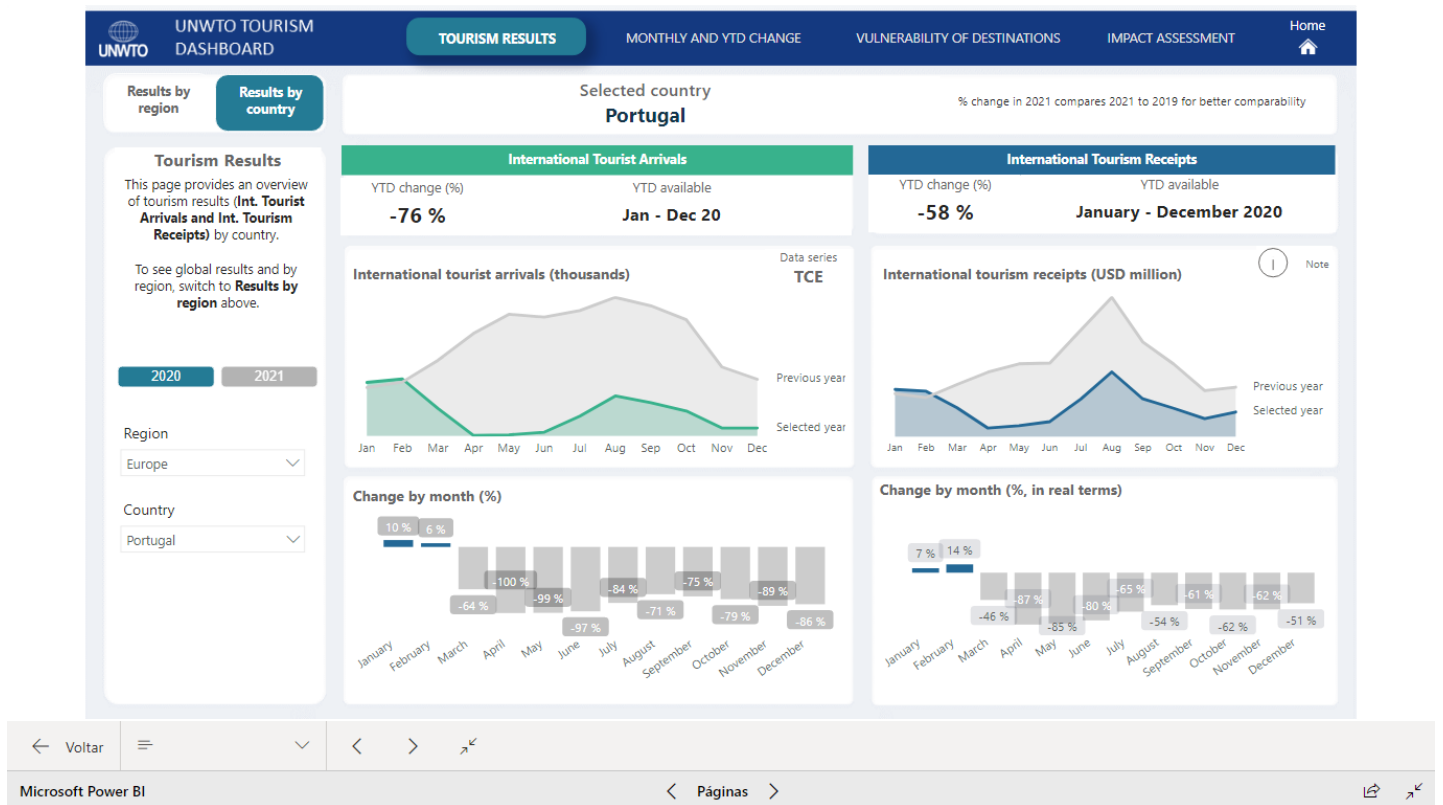 UNWTO
UNWTO TOURISM
DASHBOARD
TOURISM RESULTS
MONTHLY AND YTD CHANGE
VULNERABILITY OF DESTINATIONS
IMPACT ASSESSMENT
Home
Results by
region
Results by
country
Selected country
Portugal
% change in 2021 compares 2021 to 2019 for better comparability
Tourism Results
This page provides an overview
of tourism results (Int. Tourist
Arrivals and Int. Tourism
Receipts) by country.
To see global results and by
region, switch to Results by
region above.
2020 2021
Region
Europe
Country
Portugal
International Tourist Arrivals
YTD change (%) YTD available
-76 % Jan - Dec 20
International tourist arrivals (thousands)
Data series
TCE
Previous year
Selected year
Jan Feb Mar Apr May Jun Jul Aug Sep Oct Nov Dec
Change by month (%)
10 % 6 %
-64 % -100 % -99 % -97 % -84 % -71 % -75 % -79 % -89 % -86 %
January February March April May June July August September October November December
International Tourism Receipts
YTD change (%) YTD available
-58 % January - December 2020
International tourism receipts (USD million)
Note
Previous year
Selected year
Jan Feb Mar Apr May Jun Jul Aug Sep Oct Nov Dec
Change by month (%, in real terms)
7 % 14 %
-46 % -87 % -85 % -80 % -65 % -54 % -61 % -62 % -62 % -51 %
January February March April May June July August September October November December
Voltar
Microsoft Power BI
Páginas